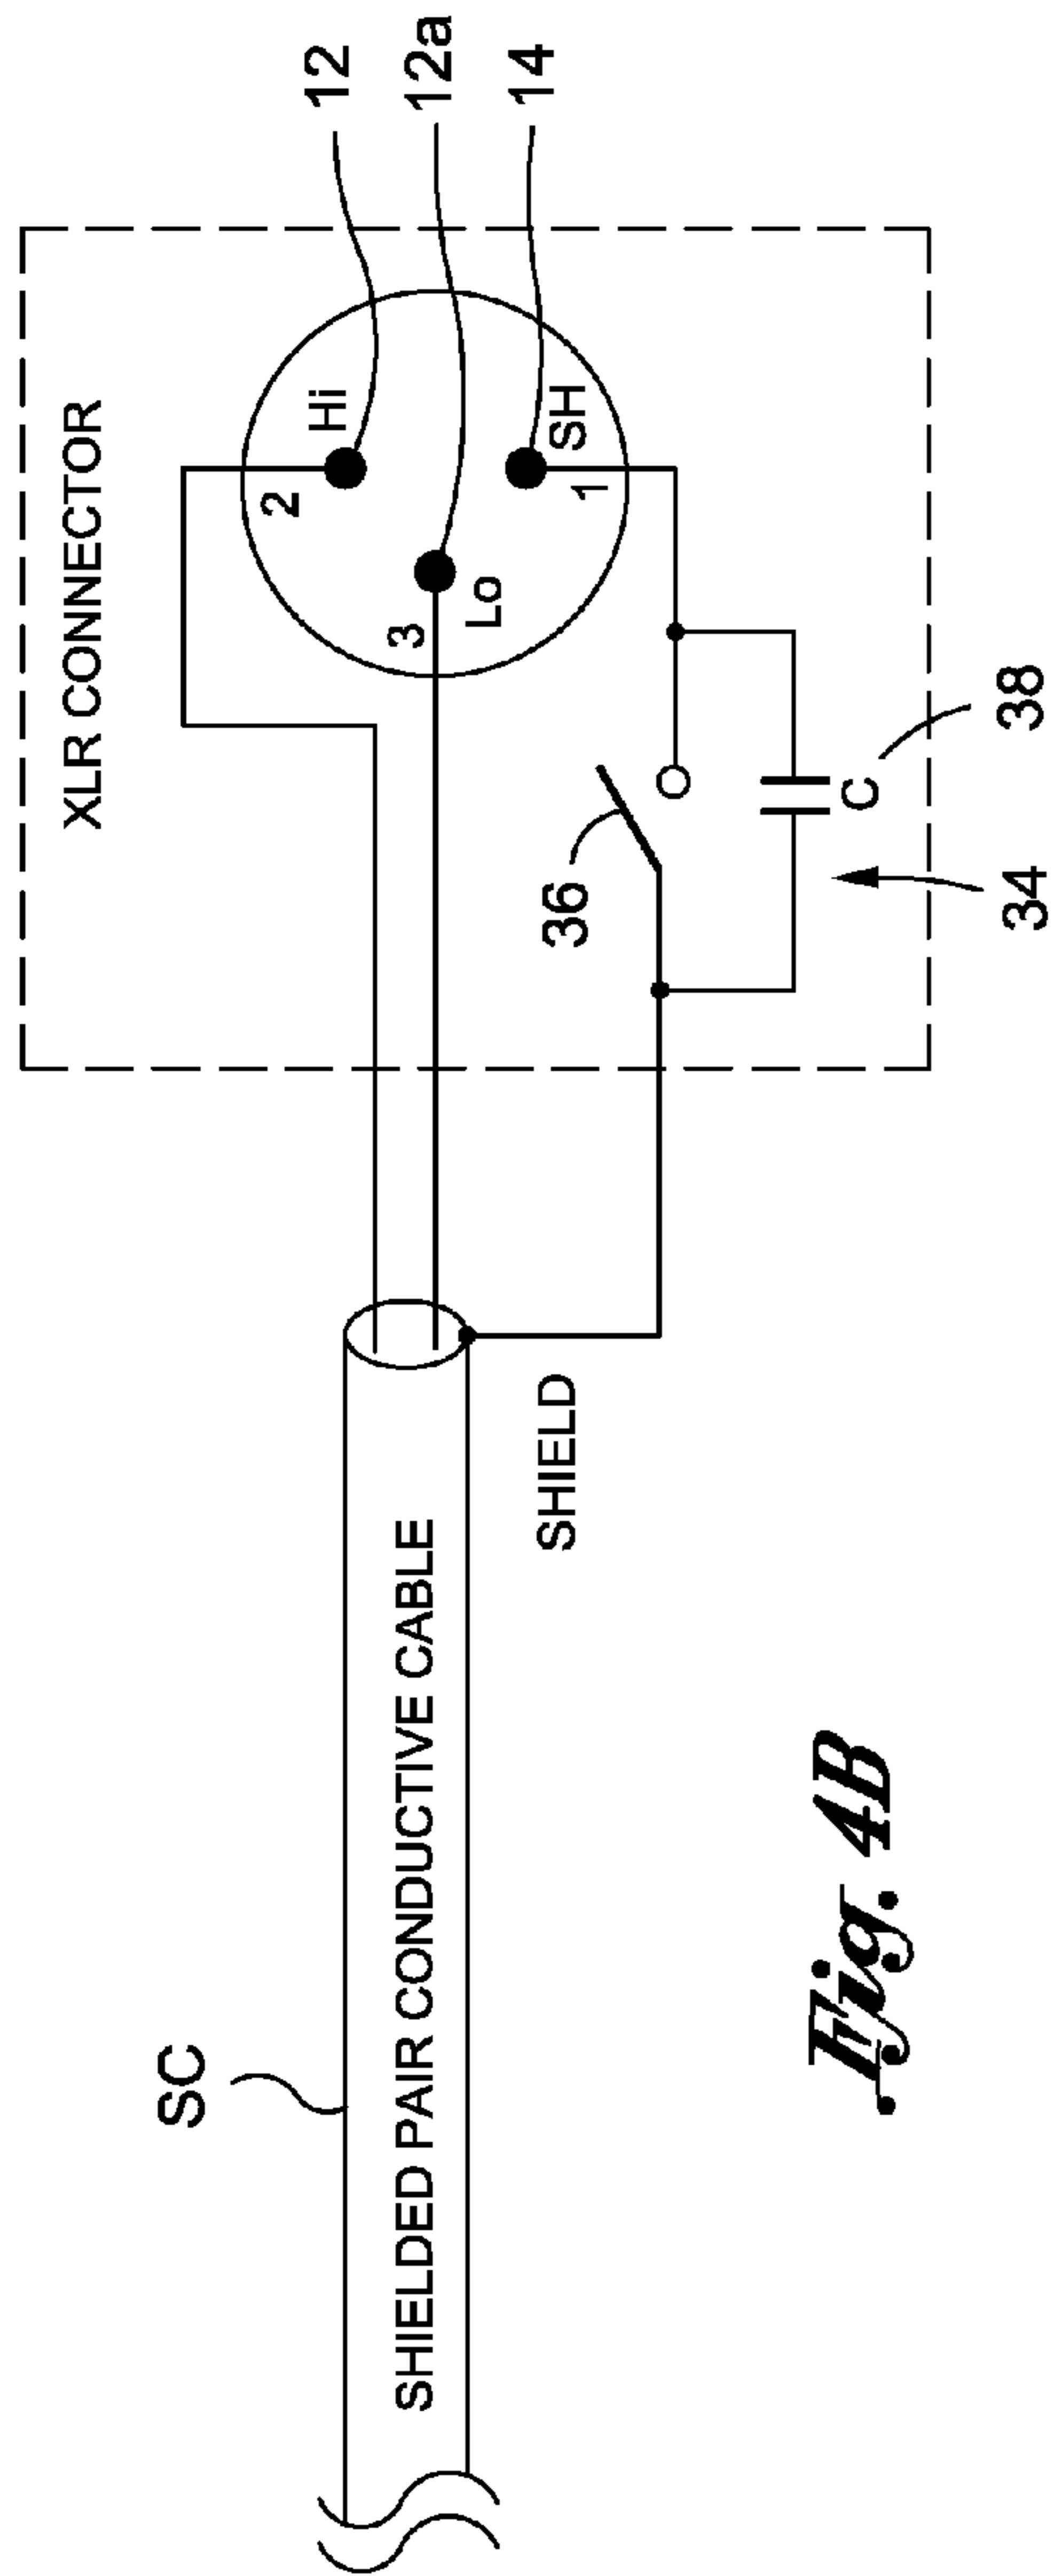 XLR CONNECTOR
12
12a
14
Hi
2
SH
1
Lo
3
36
C
38
34
SHIELD
SC
SHIELDED PAIR CONDUCTIVE CABLE
Fig. 4B